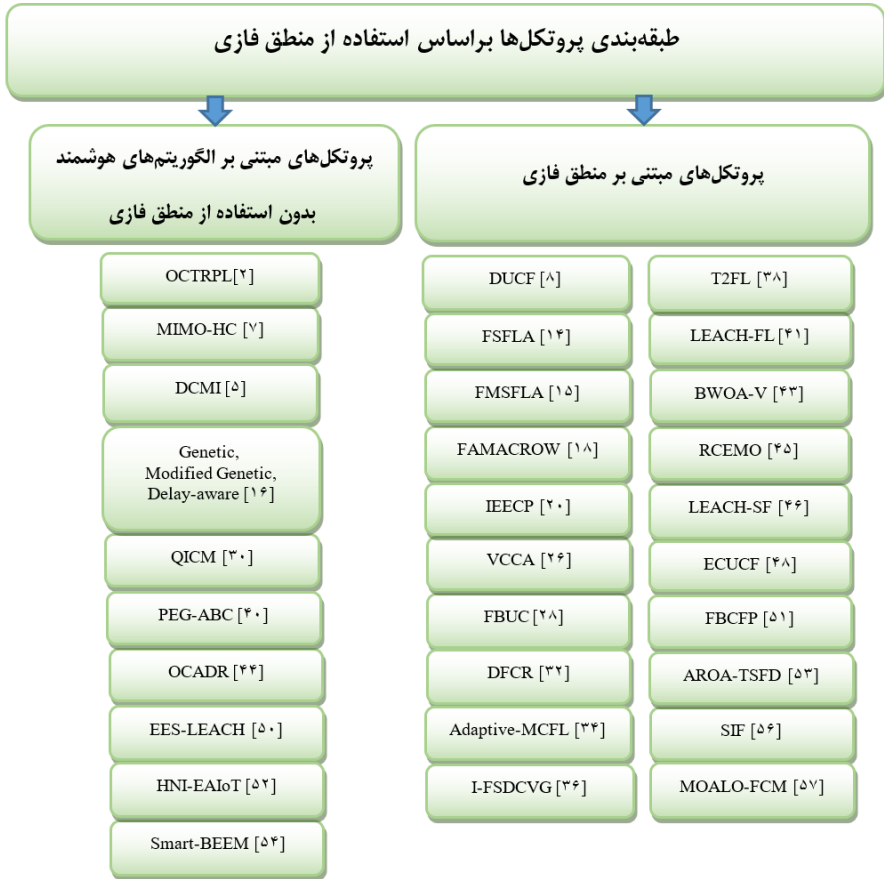 طبقه‌بندی پروتکل‌ها براساس استفاده از منطق فازی
پروتکل‌های مبتنی بر منطق فازی
پروتکل‌های مبتنی بر الگوریتم‌های هوشمند
بدون استفاده از منطق فازی
T2FL [۳۸]
LEACH-FL [۴۱]
BWOA-V [۴۳]
RCEMO [۴۵]
LEACH-SF [۴۶]
ECUCF [۴۸]
FBCFP [۵۱]
AROA-TSFD [۵۳]
SIF [۵۶]
MOALO-FCM [۵۷]
DUCF [۸]
FSFLA [۱۴]
FMSFLA [۱۵]
FAMACROW [۱۸]
IEECP [۲۰]
VCCA [۲۶]
FBUC [۲۸]
DFCR [۳۲]
Adaptive-MCFL [۳۴]
I-FSDCVG [۳۶]
OCTRPL[۲]
MIMO-HC [۷]
DCMI [۵]
Genetic,
Modified Genetic,
Delay-aware [۱۶]
QICM [۳۰]
PEG-ABC [۴۰]
OCADR [۴۴]
EES-LEACH [۵۰]
HNI-EAIoT [۵۲]
Smart-BEEM [۵۴]